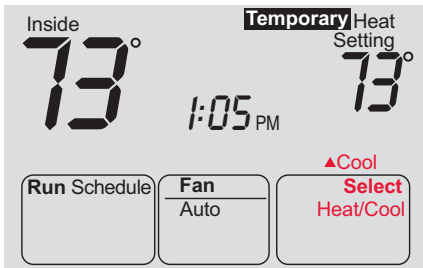 Inside
Temporary Heat
Setting
73°
73°
1:05 PM
▲Cool
Run Schedule
Fan
Auto
Select
Heat/Cool